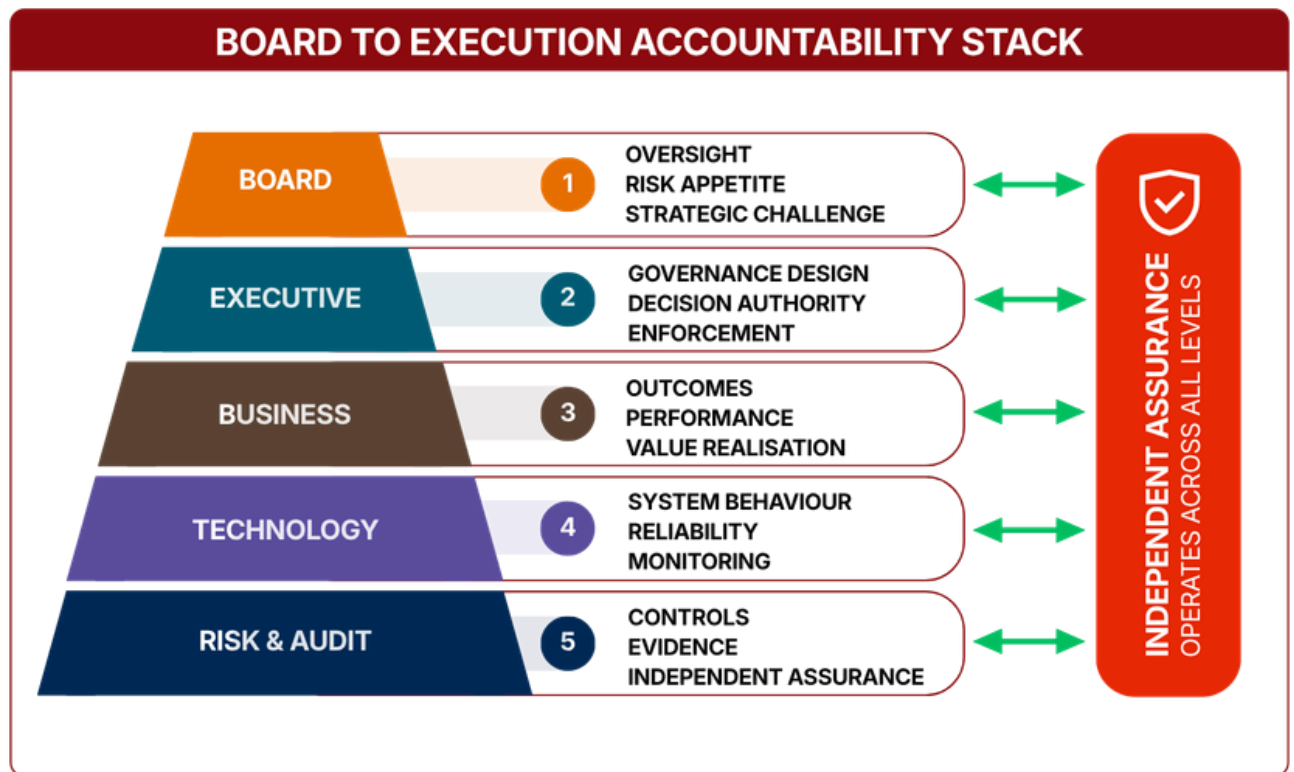 BOARD TO EXECUTION ACCOUNTABILITY STACK
BOARD
1
OVERSIGHT
RISK APPETITE
STRATEGIC CHALLENGE
EXECUTIVE
2
GOVERNANCE DESIGN
DECISION AUTHORITY
ENFORCEMENT
BUSINESS
3
OUTCOMES
PERFORMANCE
VALUE REALISATION
TECHNOLOGY
4
SYSTEM BEHAVIOUR
RELIABILITY
MONITORING
RISK & AUDIT
5
CONTROLS
EVIDENCE
INDEPENDENT ASSURANCE
INDEPENDENT ASSURANCE
OPERATES ACROSS ALL LEVELS